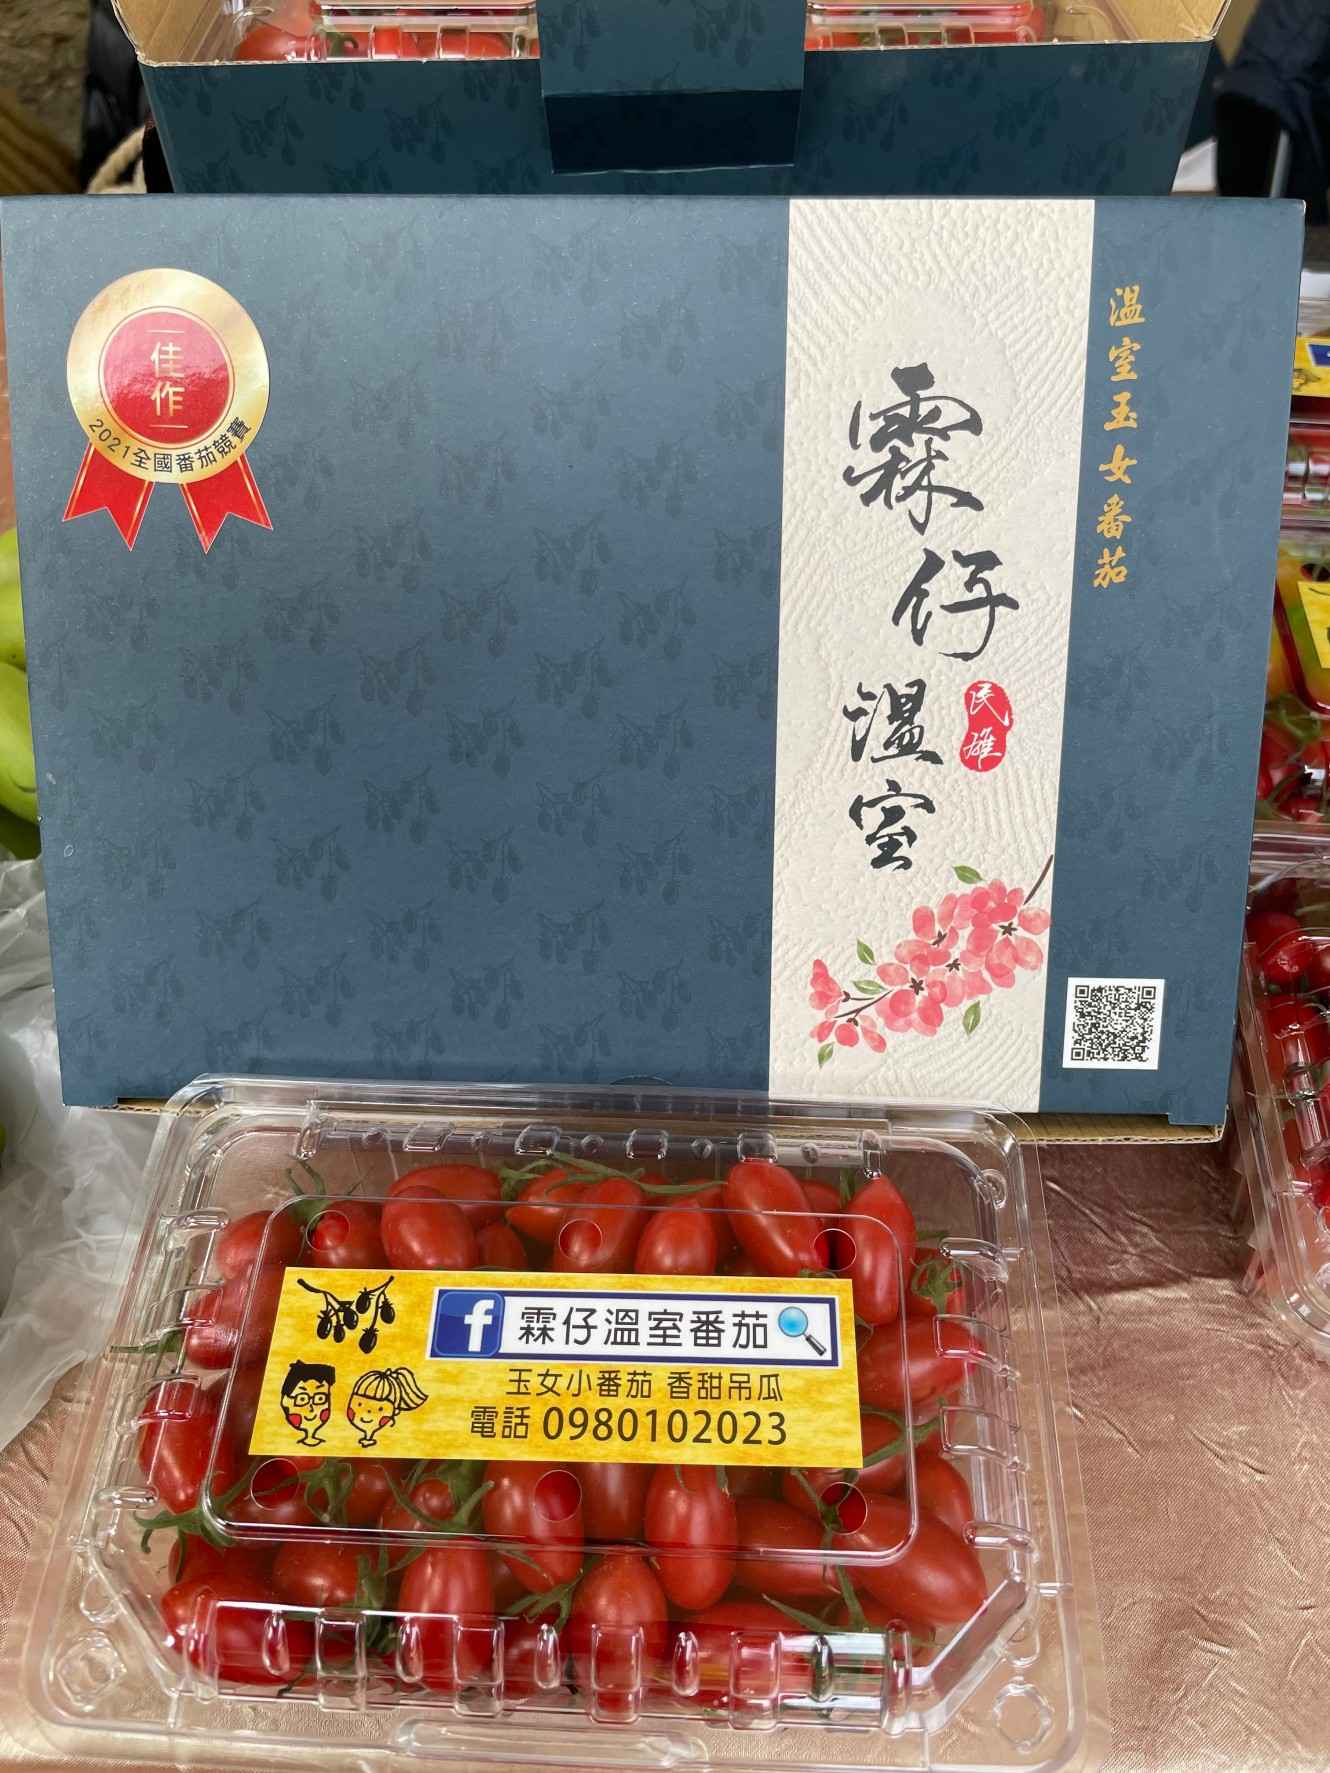 佳作
2021全國番茄競賽
溫室玉女番茄
霖仔溫室
民雄
f 霖仔溫室番茄
玉女小番茄 香甜吊瓜
電話 0980102023